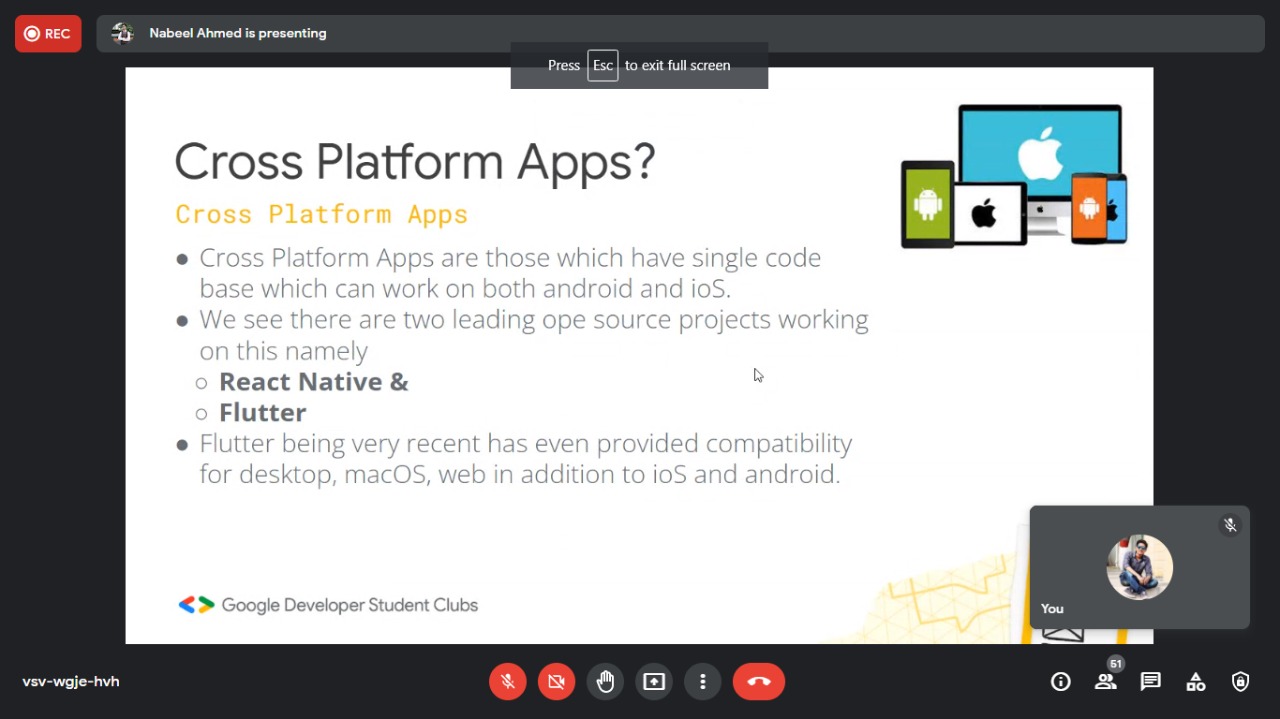 REC
Nabeel Ahmed is presenting
Press Esc to exit full screen
Cross Platform Apps?
Cross Platform Apps
● Cross Platform Apps are those which have single code
base which can work on both android and ioS.
● We see there are two leading ope source projects working
on this namely
○ React Native &
○ Flutter
● Flutter being very recent has even provided compatibility
for desktop, macOS, web in addition to ioS and android.
Google Developer Student Clubs
You
vsv-wgje-hvh
61